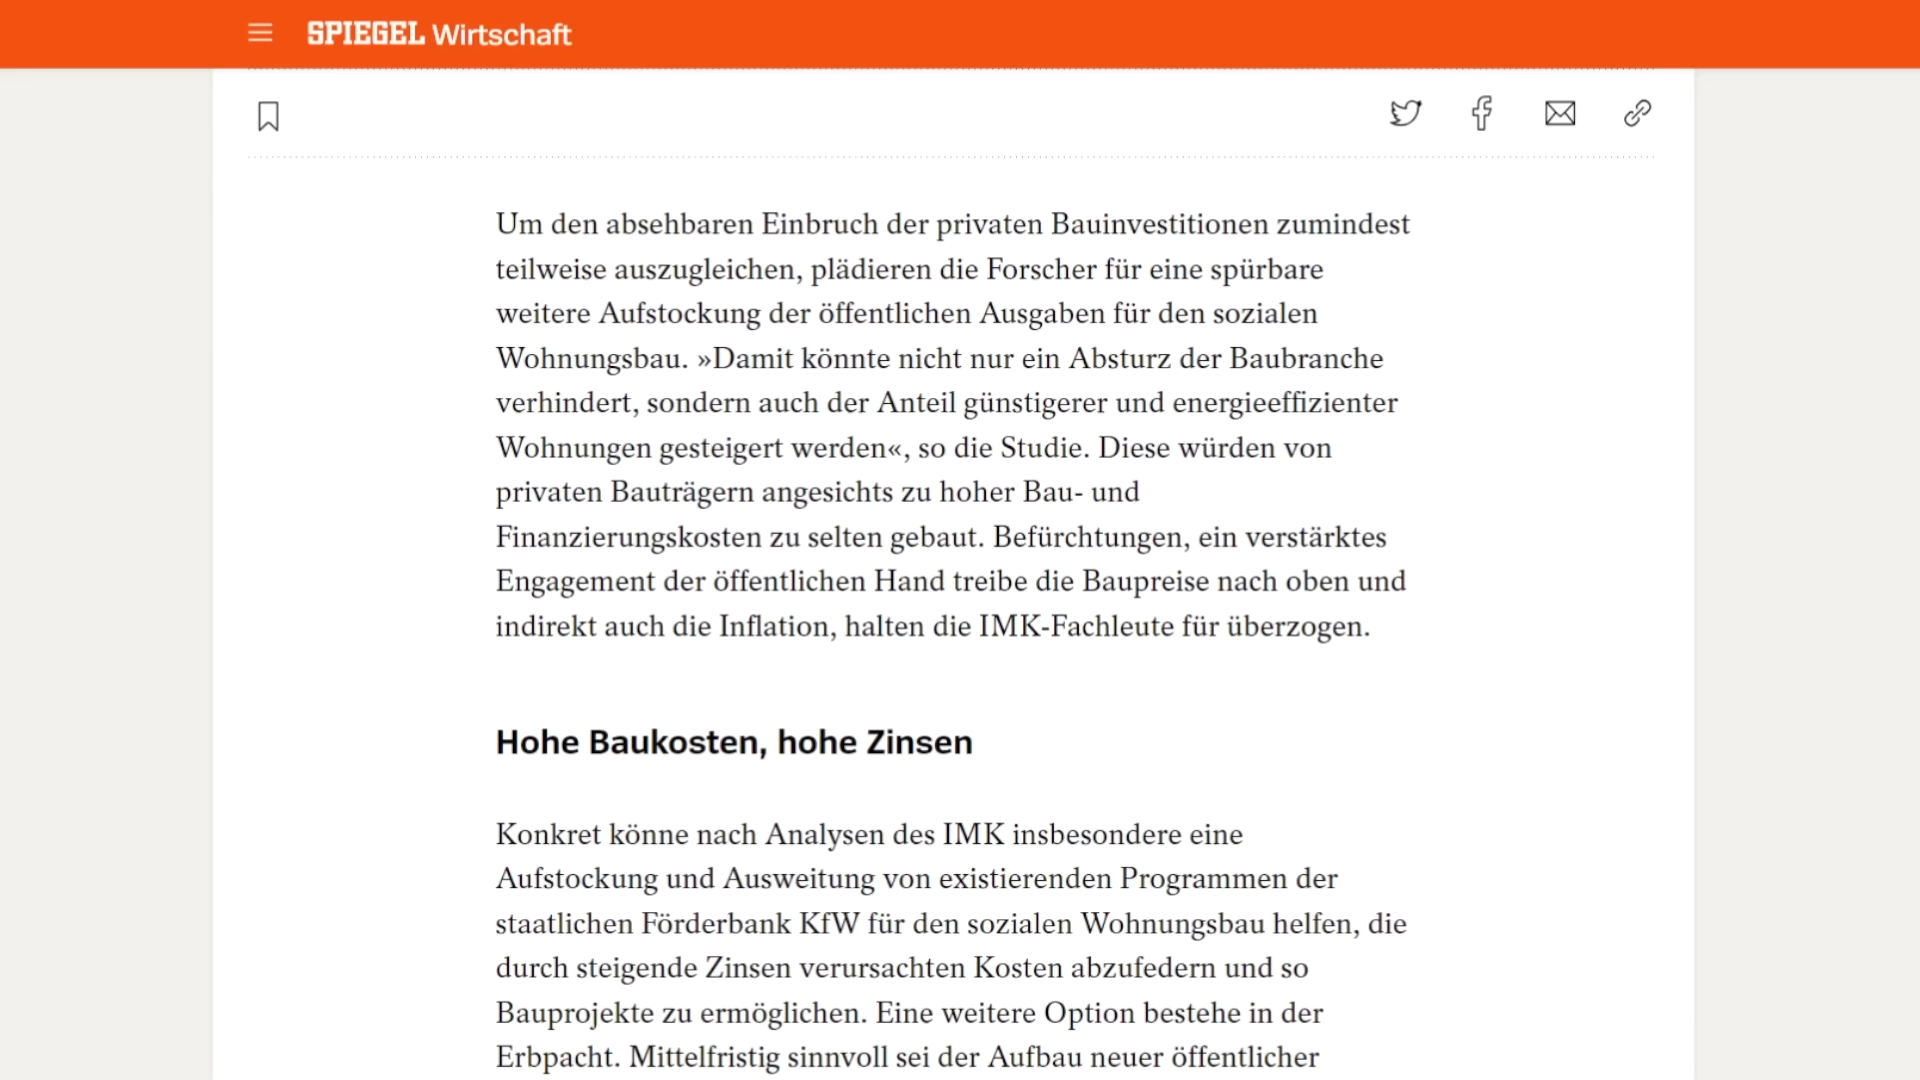 SPIEGEL Wirtschaft
Um den absehbaren Einbruch der privaten Bauinvestitionen zumindest
teilweise auszugleichen, plädieren die Forscher für eine spürbare
weitere Aufstockung der öffentlichen Ausgaben für den sozialen
Wohnungsbau. »Damit könnte nicht nur ein Absturz der Baubranche
verhindert, sondern auch der Anteil günstigerer und energieeffizienter
Wohnungen gesteigert werden«, so die Studie. Diese würden von
privaten Bauträgern angesichts zu hoher Bau- und
Finanzierungskosten zu selten gebaut. Befürchtungen, ein verstärktes
Engagement der öffentlichen Hand treibe die Baupreise nach oben und
indirekt auch die Inflation, halten die IMK-Fachleute für überzogen.
Hohe Baukosten, hohe Zinsen
Konkret könne nach Analysen des IMK insbesondere eine
Aufstockung und Ausweitung von existierenden Programmen der
staatlichen Förderbank KfW für den sozialen Wohnungsbau helfen, die
durch steigende Zinsen verursachten Kosten abzufedern und so
Bauprojekte zu ermöglichen. Eine weitere Option bestehe in der
Erbpacht. Mittelfristig sinnvoll sei der Aufbau neuer öffentlicher